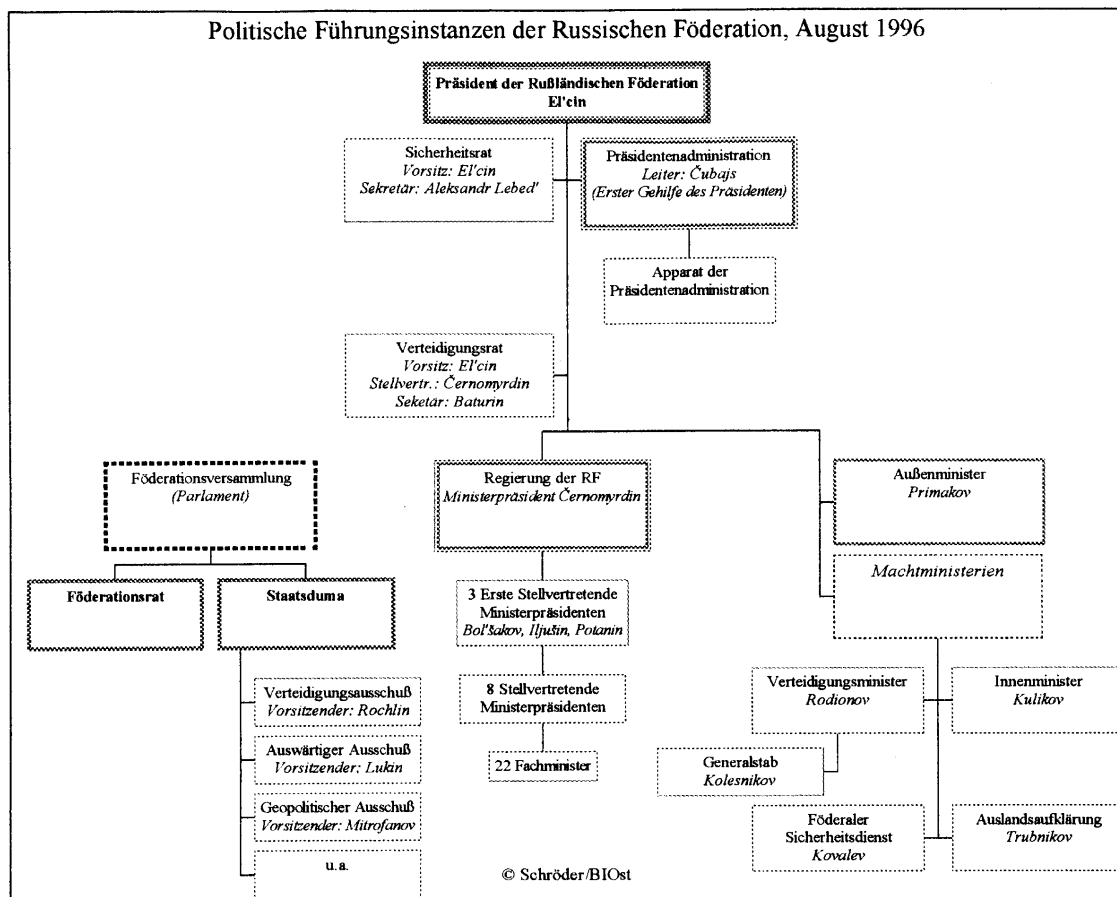 Politische Führungsinstanzen der Russischen Föderation, August 1996
Präsident der Rußländischen Föderation
El'cin
Sicherheitsrat
Vorsitz: El'cin
Sekretär: Aleksandr Lebed'
Präsidentenadministration
Leiter: Čubajs
(Erster Gehilfe des Präsidenten)
Apparat der
Präsidentenadministration
Verteidigungsrat
Vorsitz: El'cin
Stellvertr.: Černomyrdin
Seketär: Baturin
Föderationsversammlung
(Parlament)
Regierung der RF
Ministerpräsident Černomyrdin
Außenminister
Primakov
Machtministerien
Föderationsrat
Staatsduma
3 Erste Stellvertretende
Ministerpräsidenten
Bol'šakov, Iljušin, Potanin
Verteidigungsausschuß
Vorsitzender: Rochlin
8 Stellvertretende
Ministerpräsidenten
Verteidigungsminister
Rodionov
Innenminister
Kulikov
Auswärtiger Ausschuß
Vorsitzender: Lukin
22 Fachminister
Generalstab
Kolesnikov
Geopolitischer Ausschuß
Vorsitzender: Mitrofanov
Föderaler
Sicherheitsdienst
Kovalev
Auslandsaufklärung
Trubnikov
u.a.
© Schröder/BIOst